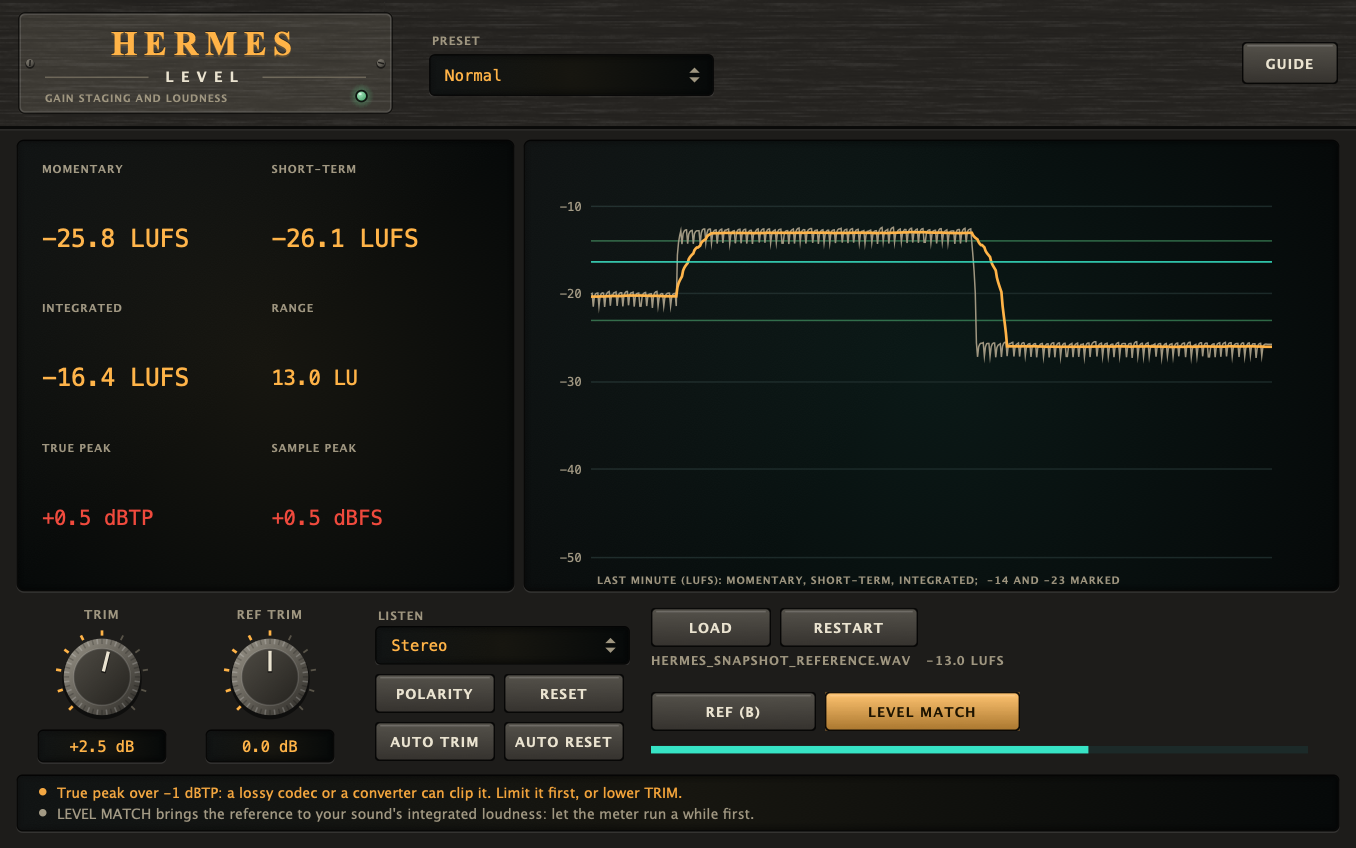 HERMES
LEVEL
GAIN STAGING AND LOUDNESS
PRESET
Normal
GUIDE
MOMENTARY
SHORT-TERM
−25.8 LUFS
−26.1 LUFS
INTEGRATED
RANGE
−16.4 LUFS
13.0 LU
TRUE PEAK
SAMPLE PEAK
+0.5 dBTP
+0.5 dBFS
−10
−20
−30
−40
−50
LAST MINUTE (LUFS): MOMENTARY, SHORT-TERM, INTEGRATED; −14 AND −23 MARKED
TRIM
+2.5 dB
REF TRIM
0.0 dB
LISTEN
Stereo
POLARITY
RESET
AUTO TRIM
AUTO RESET
LOAD
RESTART
HERMES_SNAPSHOT_REFERENCE.WAV −13.0 LUFS
REF (B)
LEVEL MATCH
True peak over −1 dBTP: a lossy codec or a converter can clip it. Limit it first, or lower TRIM.
LEVEL MATCH brings the reference to your sound's integrated loudness: let the meter run a while first.